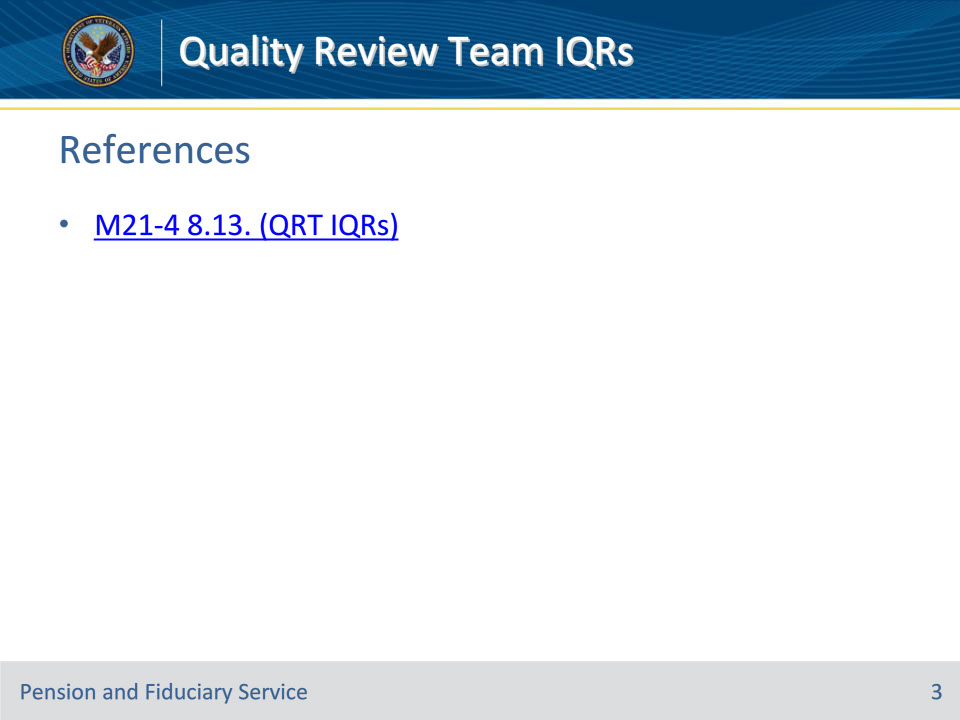 Quality Review Team IQRs
References
• M21-4 8.13. (QRT IQRs)
Pension and Fiduciary Service
3